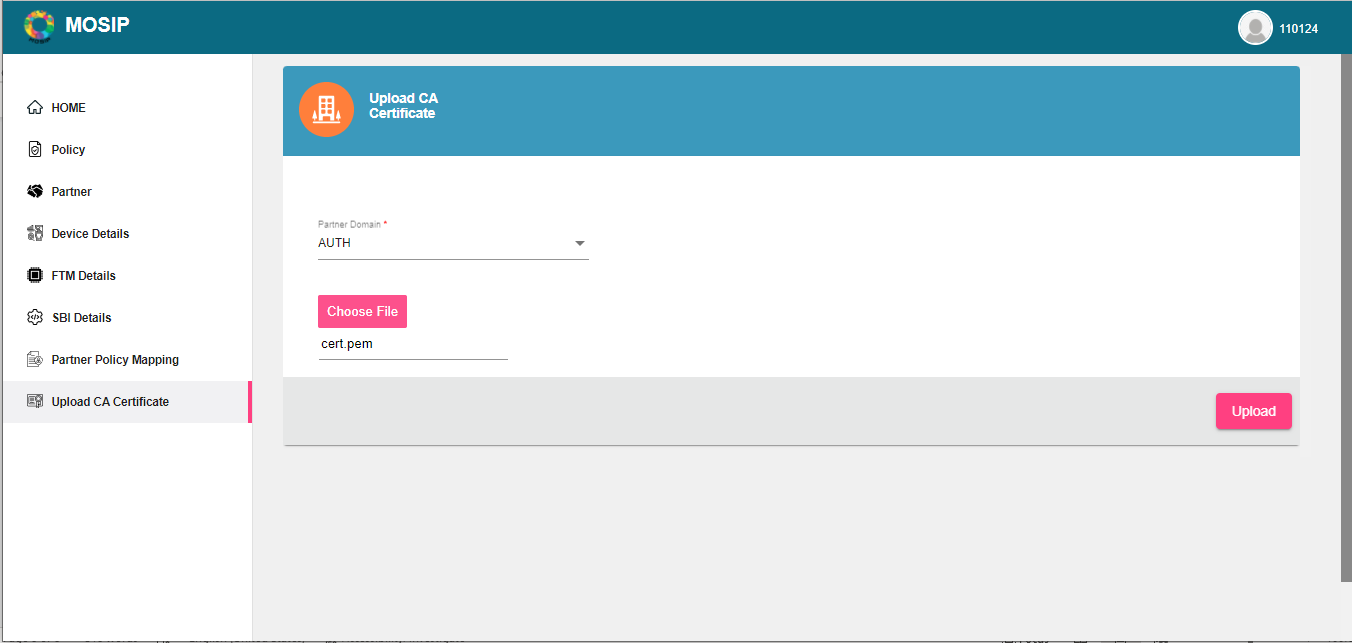 MOSIP
110124
HOME
Policy
Partner
Device Details
FTM Details
SBI Details
Partner Policy Mapping
Upload CA Certificate
Upload CA
Certificate
Partner Domain *
AUTH
Choose File
cert.pem
Upload